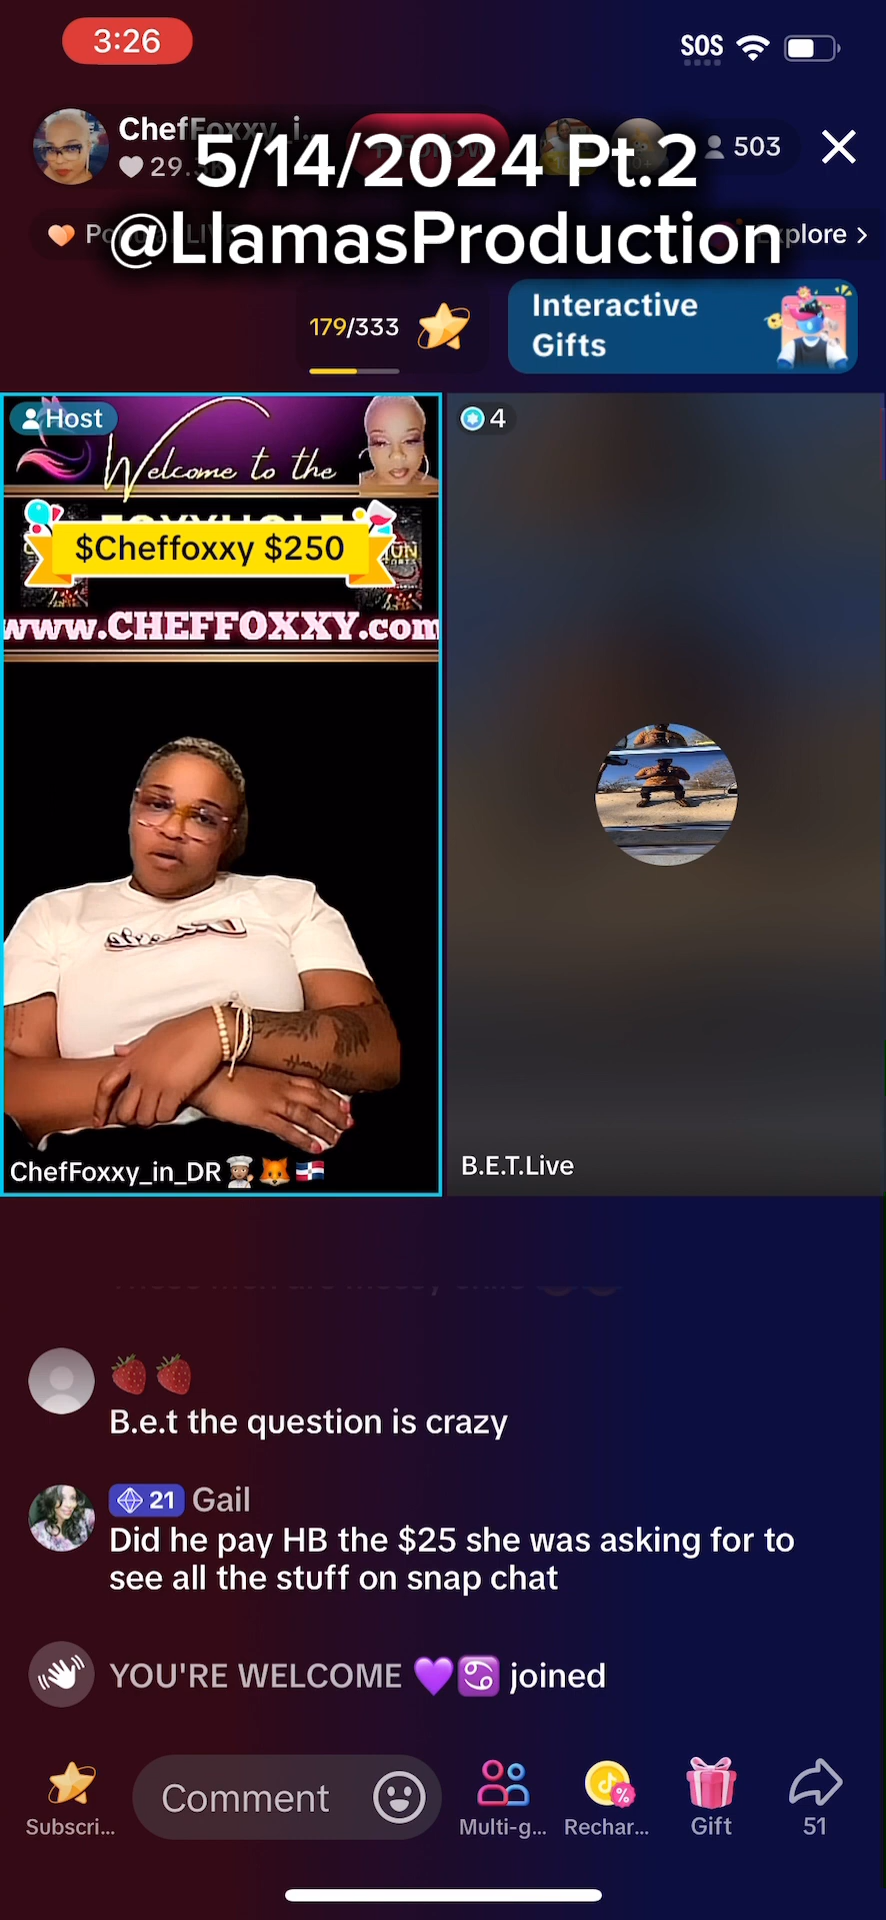 3:26
SOS
ChefFoxxy_i...
503
5/14/2024 Pt.2
@LlamasProduction
179/333
Interactive
Gifts
Host
4
Welcome to the
$Cheffoxxy $250
www.CHEFFOXXY.com
ChefFoxxy_in_DR
B.E.T.Live
B.e.t the question is crazy
21 Gail
Did he pay HB the $25 she was asking for to
see all the stuff on snap chat
YOU'RE WELCOME 💜♋ joined
Comment
Subscri...
Multi-g...
Rechar...
Gift
51